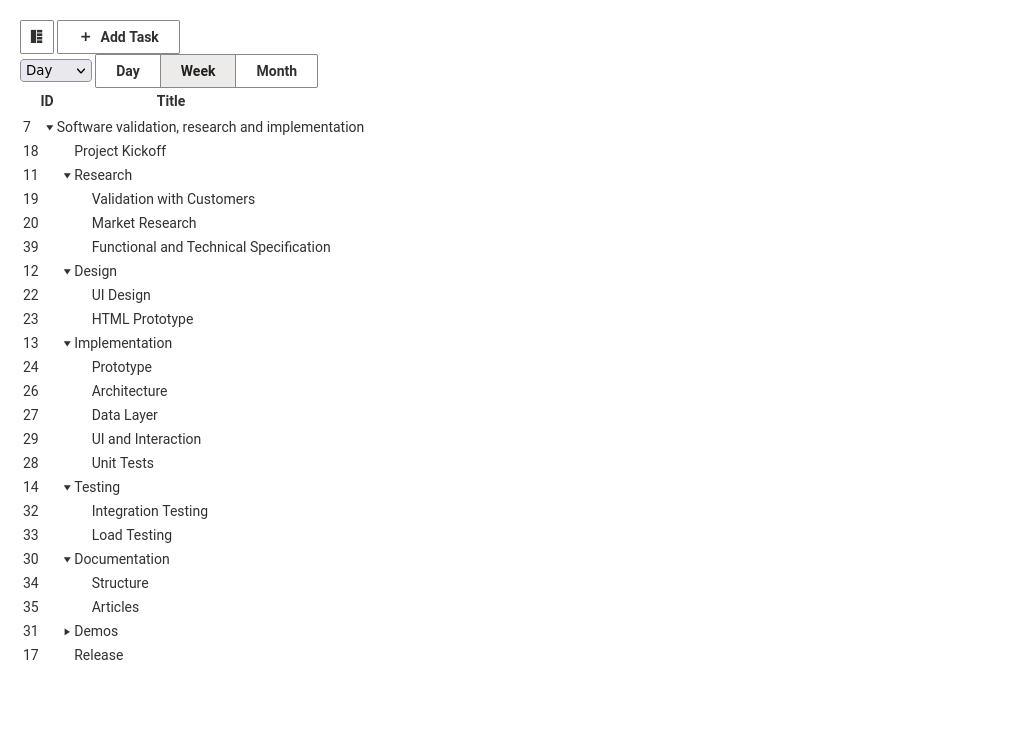 Add Task
Day Day Week Month
ID Title
7 Software validation, research and implementation
18 Project Kickoff
11 Research
19 Validation with Customers
20 Market Research
39 Functional and Technical Specification
12 Design
22 UI Design
23 HTML Prototype
13 Implementation
24 Prototype
26 Architecture
27 Data Layer
29 UI and Interaction
28 Unit Tests
14 Testing
32 Integration Testing
33 Load Testing
30 Documentation
34 Structure
35 Articles
31 Demos
17 Release